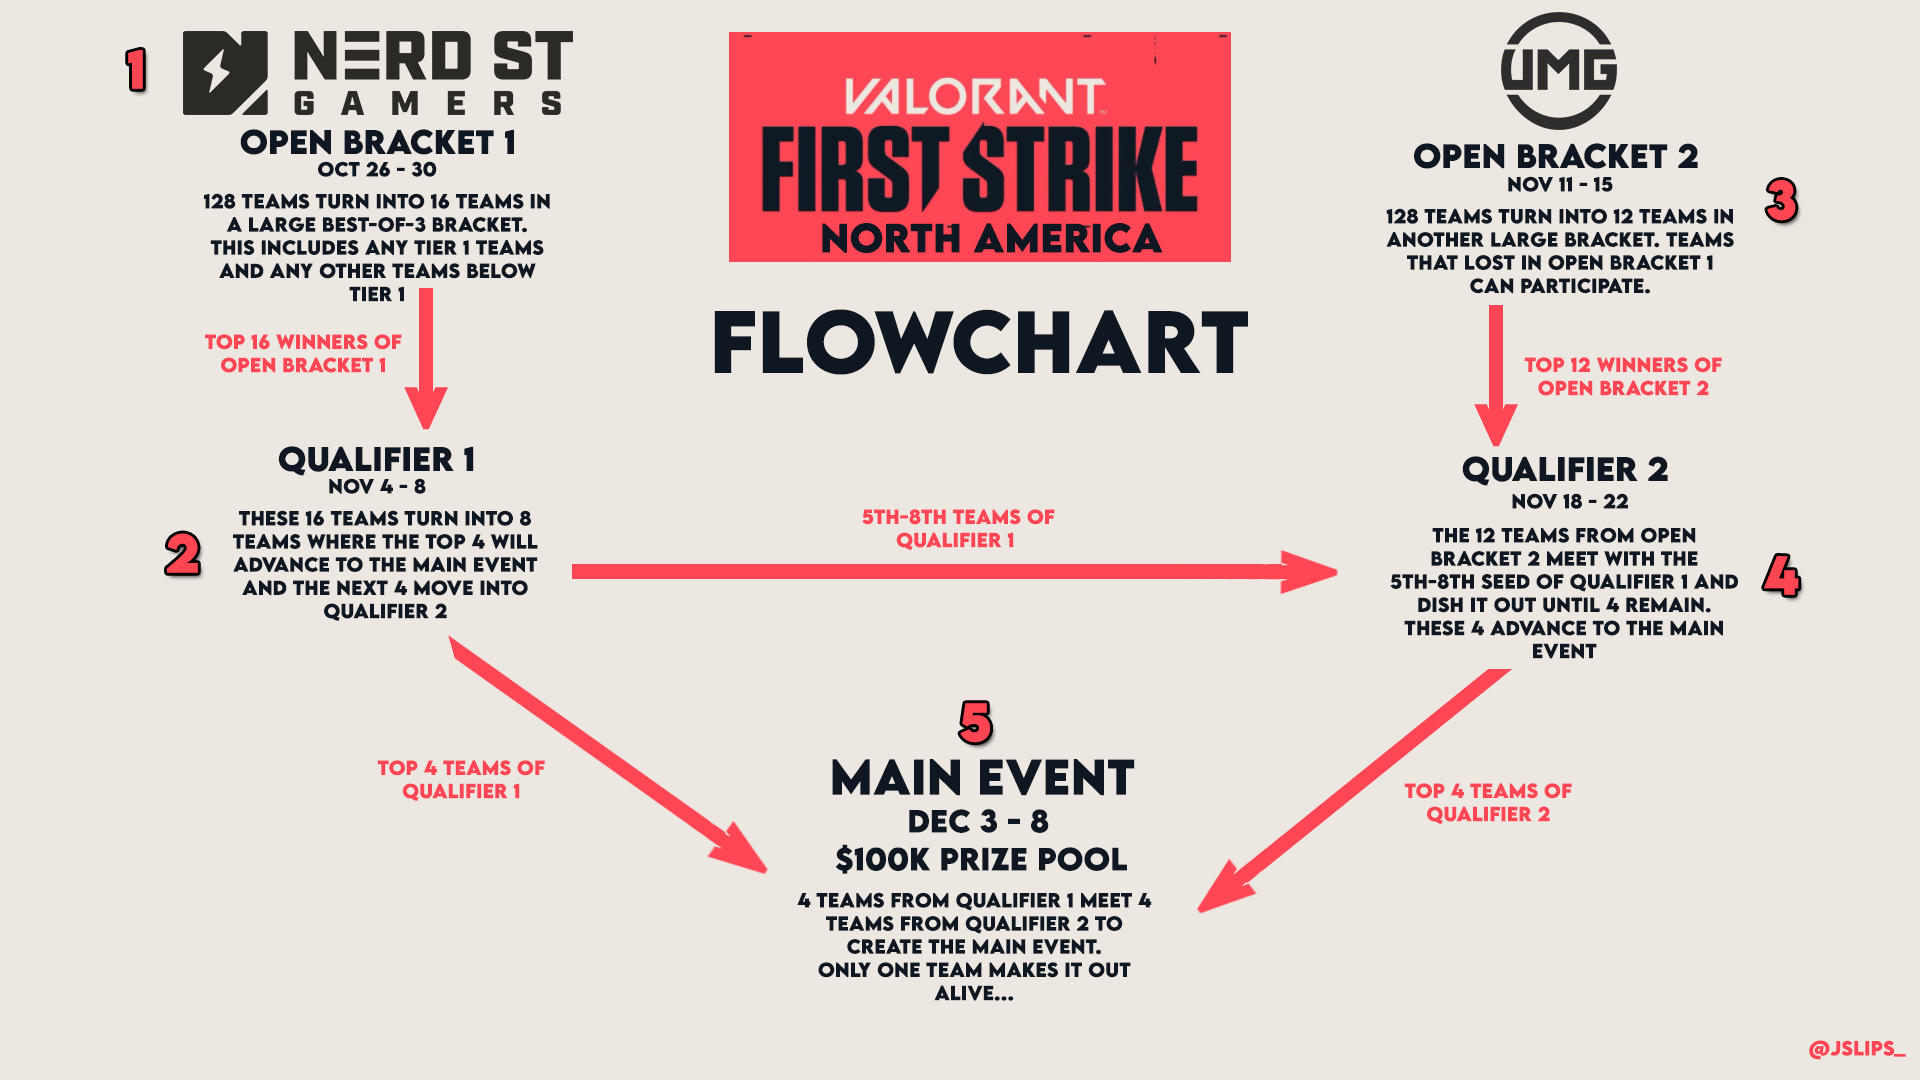 1
NERD ST
GAMERS
OPEN BRACKET 1
OCT 26 - 30
128 TEAMS TURN INTO 16 TEAMS IN
A LARGE BEST-OF-3 BRACKET.
THIS INCLUDES ANY TIER 1 TEAMS
AND ANY OTHER TEAMS BELOW
TIER 1
TOP 16 WINNERS OF
OPEN BRACKET 1
VALORANT
FIRST STRIKE
NORTH AMERICA
FLOWCHART
UMG
OPEN BRACKET 2
NOV 11 - 15
3
128 TEAMS TURN INTO 12 TEAMS IN
ANOTHER LARGE BRACKET. TEAMS
THAT LOST IN OPEN BRACKET 1
CAN PARTICIPATE.
TOP 12 WINNERS OF
OPEN BRACKET 2
QUALIFIER 1
NOV 4 - 8
2
THESE 16 TEAMS TURN INTO 8
TEAMS WHERE THE TOP 4 WILL
ADVANCE TO THE MAIN EVENT
AND THE NEXT 4 MOVE INTO
QUALIFIER 2
5TH-8TH TEAMS OF
QUALIFIER 1
QUALIFIER 2
NOV 18 - 22
THE 12 TEAMS FROM OPEN
BRACKET 2 MEET WITH THE
5TH-8TH SEED OF QUALIFIER 1 AND
DISH IT OUT UNTIL 4 REMAIN.
THESE 4 ADVANCE TO THE MAIN
EVENT
4
TOP 4 TEAMS OF
QUALIFIER 1
TOP 4 TEAMS OF
QUALIFIER 2
5
MAIN EVENT
DEC 3 - 8
$100K PRIZE POOL
4 TEAMS FROM QUALIFIER 1 MEET 4
TEAMS FROM QUALIFIER 2 TO
CREATE THE MAIN EVENT.
ONLY ONE TEAM MAKES IT OUT
ALIVE...
@JSLIPS_